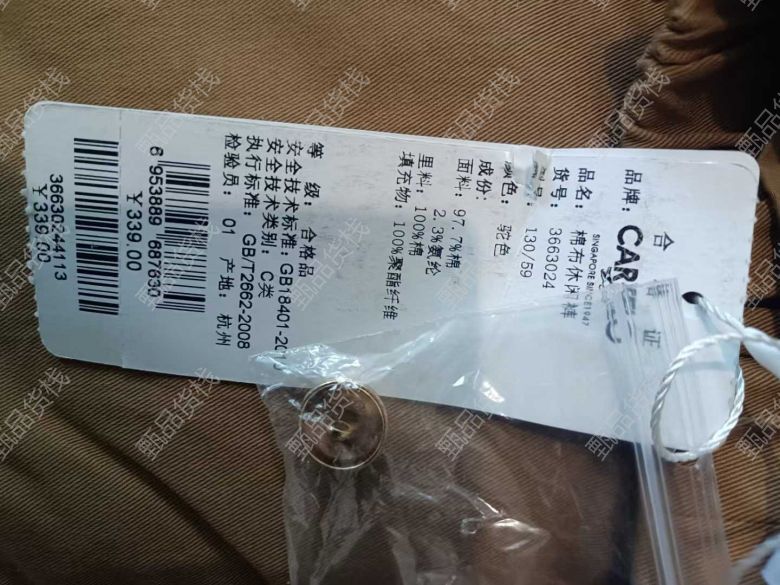 合 格 证
品牌：
SINGAPORE SINCE1947
品名：棉布休闲裤
货号：3663024
130/59
颜色：驼色
成份：
面料：97.7%棉
2.3%氨纶
里料：100%棉
填充物：100%聚酯纤维
等 级：合格品
安全技术标准：GB18401-2010
安全技术类别：C类
执行标准：GB/T2662-2008
检验员：01 产地：杭州
6 953889 687830
￥339.00
36630244113
￥339.00
甄品货栈